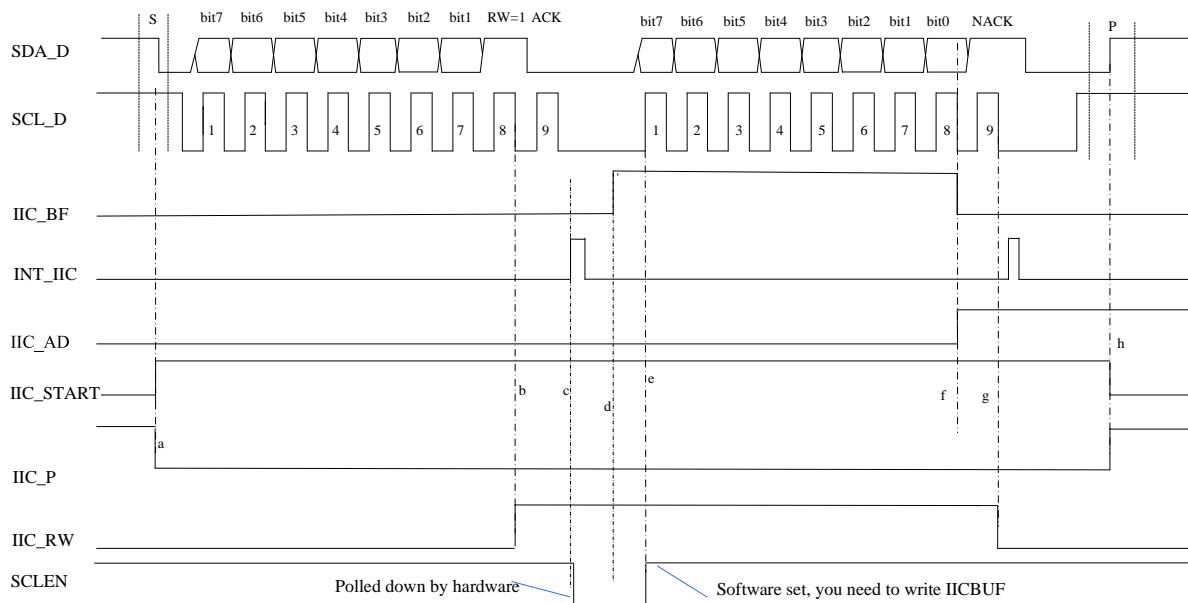 S bit7 bit6 bit5 bit4 bit3 bit2 bit1 RW=1 ACK bit7 bit6 bit5 bit4 bit3 bit2 bit1 bit0 NACK P
SDA_D
SCL_D
1 2 3 4 5 6 7 8 9 1 2 3 4 5 6 7 8 9
IIC_BF
INT_IIC
IIC_AD
h
IIC_START
b c d e f g
a
IIC_P
IIC_RW
SCLEN
Polled down by hardware
Software set, you need to write IICBUF